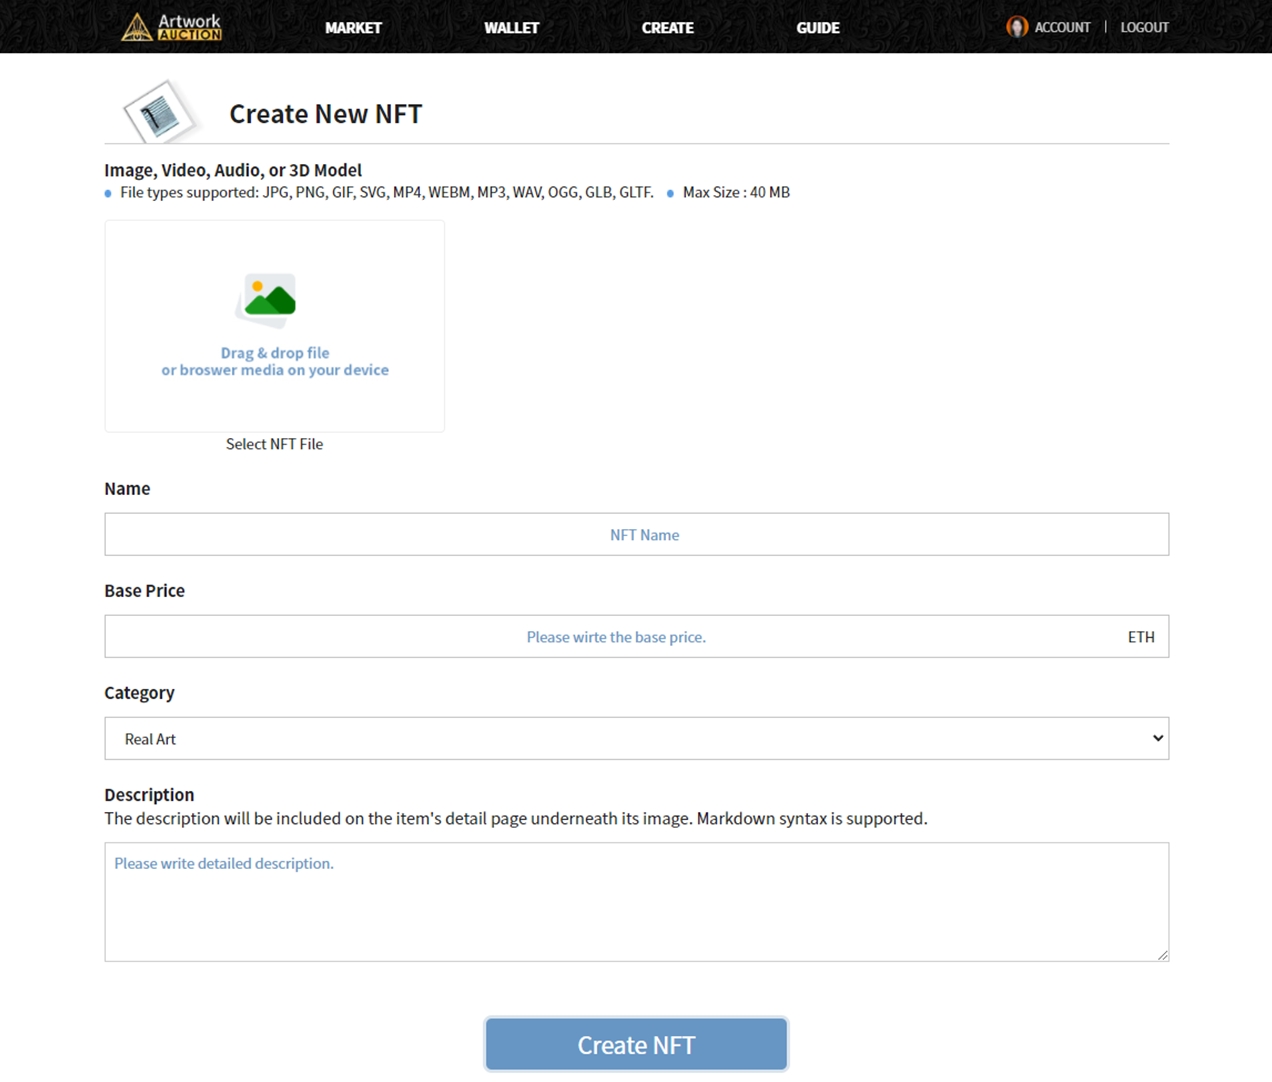 Artwork
AUCTION
MARKET
WALLET
CREATE
GUIDE
ACCOUNT | LOGOUT
Create New NFT
Image, Video, Audio, or 3D Model
File types supported: JPG, PNG, GIF, SVG, MP4, WEBM, MP3, WAV, OGG, GLB, GLTF. Max Size : 40 MB
Drag & drop file
or broswer media on your device
Select NFT File
Name
NFT Name
Base Price
Please wirte the base price. ETH
Category
Real Art
Description
The description will be included on the item's detail page underneath its image. Markdown syntax is supported.
Please write detailed description.
Create NFT